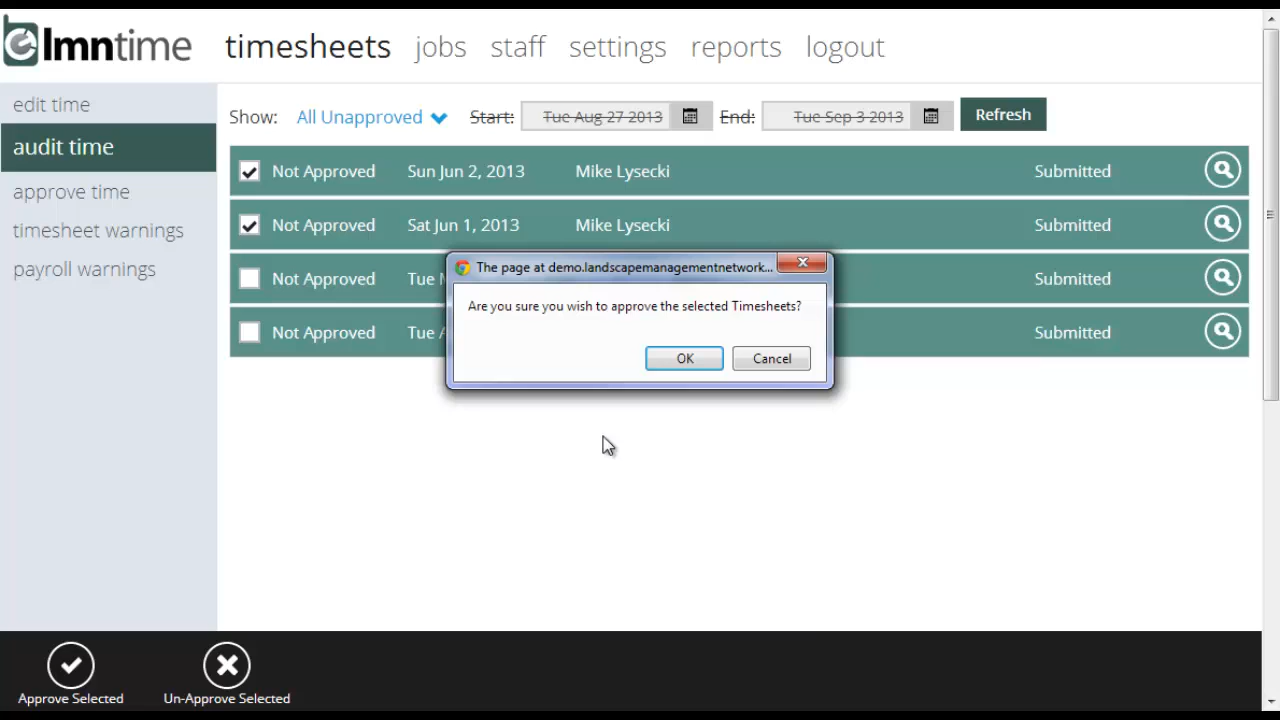 lmntime timesheets jobs staff settings reports logout
edit time
audit time
approve time
timesheet warnings
payroll warnings
Show: All Unapproved Start: Tue Aug 27 2013 End: Tue Sep 3 2013 Refresh
Not Approved Sun Jun 2, 2013 Mike Lysecki Submitted
Not Approved Sat Jun 1, 2013 Mike Lysecki Submitted
Not Approved Tue Submitted
Not Approved Tue Submitted
The page at demo.landscapemanagementnetwork...
Are you sure you wish to approve the selected Timesheets?
OK Cancel
Approve Selected Un-Approve Selected